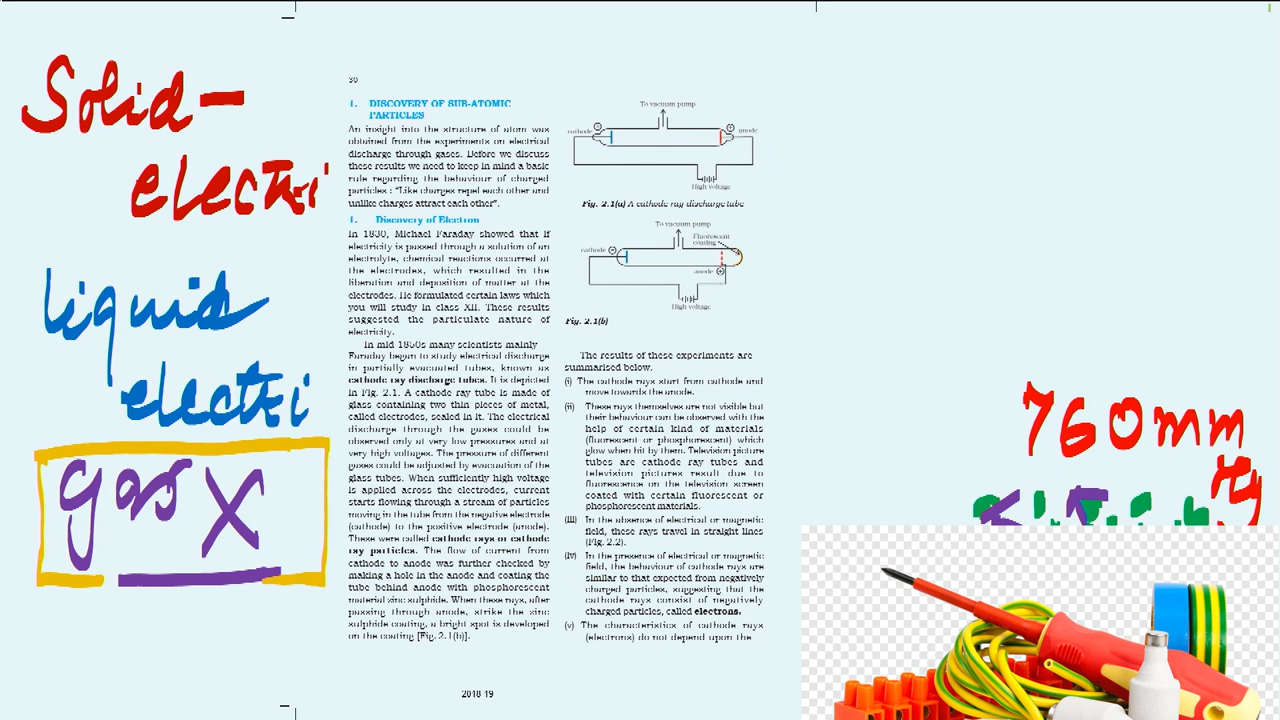 Solid-
electri
liquid
electri
gas X
30
1. DISCOVERY OF SUB-ATOMIC
PARTICLES
An insight into the structure of atom was
obtained from the experiments on electrical
discharge through gases. Before we discuss
these results we need to keep in mind a basic
rule regarding the behaviour of charged
particles : “Like charges repel each other and
unlike charges attract each other”.
1. Discovery of Electron
In 1830, Michael Faraday showed that if
electricity is passed through a solution of an
electrolyte, chemical reactions occurred at
the electrodes, which resulted in the
liberation and deposition of matter at the
electrodes. He formulated certain laws which
you will study in class XII. These results
suggested the particulate nature of
electricity.
In mid 1850s many scientists mainly
Faraday began to study electrical discharge
in partially evacuated tubes, known as
cathode ray discharge tubes. It is depicted
in Fig. 2.1. A cathode ray tube is made of
glass containing two thin pieces of metal,
called electrodes, sealed in it. The electrical
discharge through the gases could be
observed only at very low pressures and at
very high voltages. The pressure of different
gases could be adjusted by evacuation of the
glass tubes. When sufficiently high voltage
is applied across the electrodes, current
starts flowing through a stream of particles
moving in the tube from the negative electrode
(cathode) to the positive electrode (anode).
These were called cathode rays or cathode
ray particles. The flow of current from
cathode to anode was further checked by
making a hole in the anode and coating the
tube behind anode with phosphorescent
material zinc sulphide. When these rays, after
passing through anode, strike the zinc
sulphide coating, a bright spot is developed
on the coating [Fig. 2.1(b)].
To vacuum pump
cathode
anode
High voltage
Fig. 2.1(a) A cathode ray discharge tube
To vacuum pump
Fluorescent
coating
cathode
anode
High voltage
Fig. 2.1(b)
The results of these experiments are
summarised below.
(i) The cathode rays start from cathode and
move towards the anode.
(ii) These rays themselves are not visible but
their behaviour can be observed with the
help of certain kind of materials
(fluorescent or phosphorescent) which
glow when hit by them. Television picture
tubes are cathode ray tubes and
television pictures result due to
fluorescence on the television screen
coated with certain fluorescent or
phosphorescent materials.
(iii) In the absence of electrical or magnetic
field, these rays travel in straight lines
(Fig. 2.2).
(iv) In the presence of electrical or magnetic
field, the behaviour of cathode rays are
similar to that expected from negatively
charged particles, suggesting that the
cathode rays consist of negatively
charged particles, called electrons.
(v) The characteristics of cathode rays
(electrons) do not depend upon the
2018-19
760mm
Hg